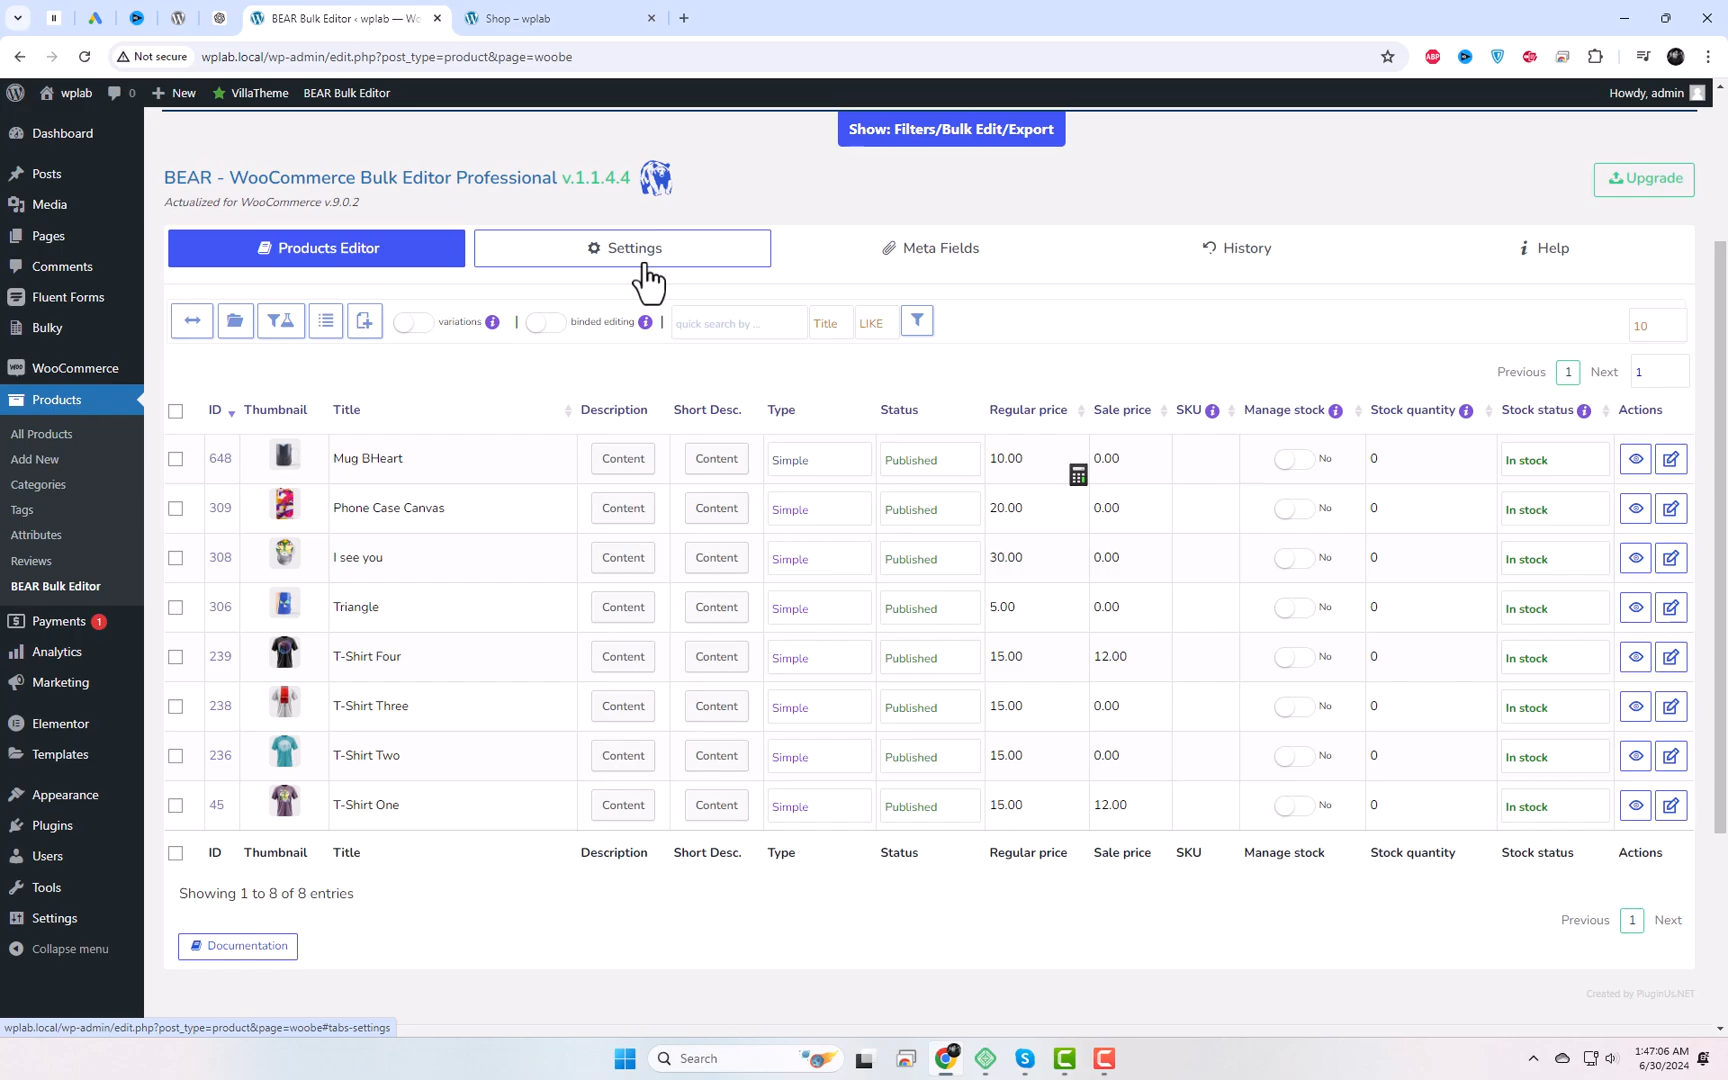 BEAR Bulk Editor ‹ wplab — Wo
Shop – wplab
Not secure
wplab.local/wp-admin/edit.php?post_type=product&page=woobe
wplab
0
New
VillaTheme
BEAR Bulk Editor
Howdy, admin
Dashboard
Posts
Media
Pages
Comments
Fluent Forms
Bulky
WooCommerce
Products
All Products
Add New
Categories
Tags
Attributes
Reviews
BEAR Bulk Editor
Payments 1
Analytics
Marketing
Elementor
Templates
Appearance
Plugins
Users
Tools
Settings
Collapse menu
Show: Filters/Bulk Edit/Export
BEAR - WooCommerce Bulk Editor Professional v.1.1.4.4
Actualized for WooCommerce v.9.0.2
Upgrade
Products Editor
Settings
Meta Fields
History
Help
variations
|
binded editing
|
quick search by ...
Title
LIKE
10
Previous 1 Next 1
ID Thumbnail Title Description Short Desc. Type Status Regular price Sale price SKU Manage stock Stock quantity Stock status Actions
648 Mug BHeart Content Content Simple Published 10.00 0.00 No 0 In stock
309 Phone Case Canvas Content Content Simple Published 20.00 0.00 No 0 In stock
308 I see you Content Content Simple Published 30.00 0.00 No 0 In stock
306 Triangle Content Content Simple Published 5.00 0.00 No 0 In stock
239 T-Shirt Four Content Content Simple Published 15.00 12.00 No 0 In stock
238 T-Shirt Three Content Content Simple Published 15.00 0.00 No 0 In stock
236 T-Shirt Two Content Content Simple Published 15.00 0.00 No 0 In stock
45 T-Shirt One Content Content Simple Published 15.00 12.00 No 0 In stock
ID Thumbnail Title Description Short Desc. Type Status Regular price Sale price SKU Manage stock Stock quantity Stock status Actions
Showing 1 to 8 of 8 entries
Previous 1 Next
Documentation
Created by PluginUs.NET
wplab.local/wp-admin/edit.php?post_type=product&page=woobe#tabs-settings
Search
1:47:06 AM
6/30/2024